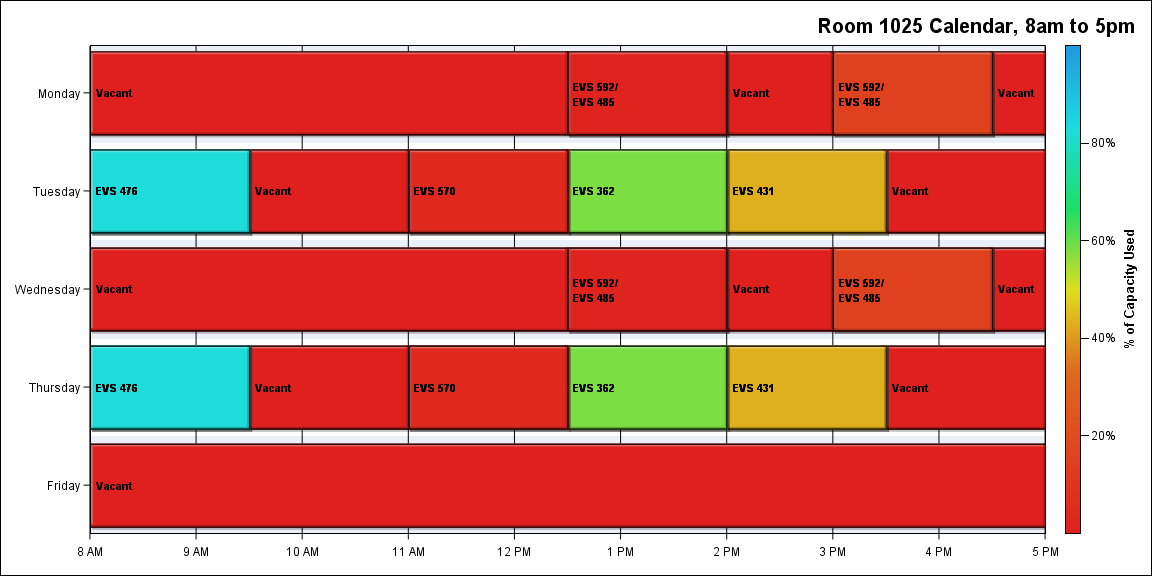 Room 1025 Calendar, 8am to 5pm
Monday
Vacant
EVS 592/
EVS 485
Vacant
EVS 592/
EVS 485
Vacant
Tuesday
EVS 476
Vacant
EVS 570
EVS 362
EVS 431
Vacant
Wednesday
Vacant
EVS 592/
EVS 485
Vacant
EVS 592/
EVS 485
Vacant
Thursday
EVS 476
Vacant
EVS 570
EVS 362
EVS 431
Vacant
Friday
Vacant
8 AM
9 AM
10 AM
11 AM
12 PM
1 PM
2 PM
3 PM
4 PM
5 PM
80%
60%
40%
20%
% of Capacity Used